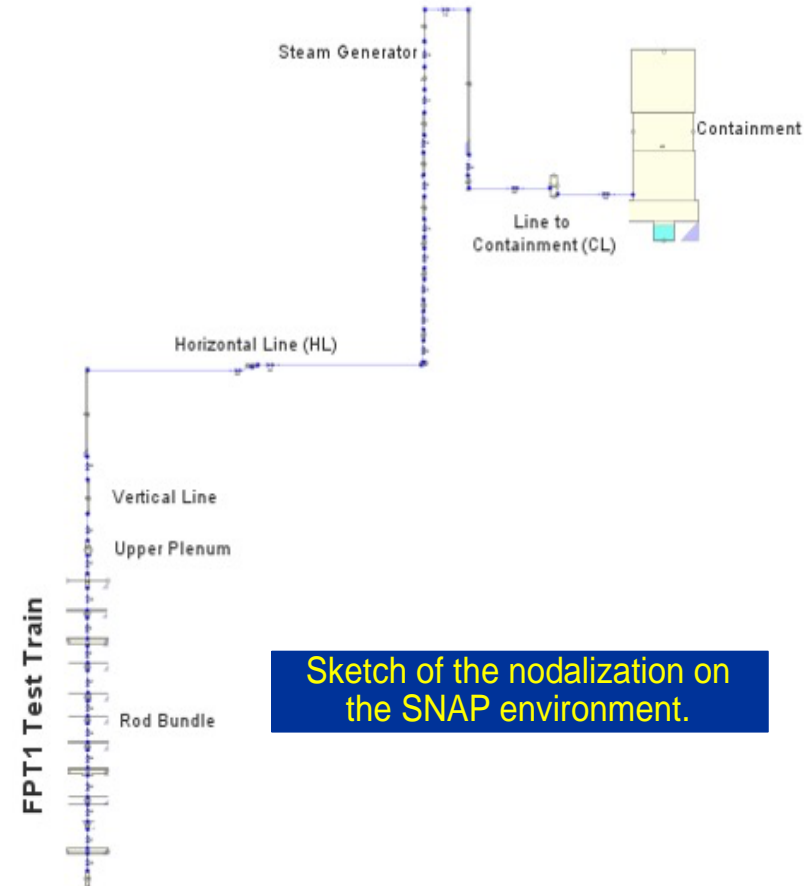 Steam Generator
Containment
Line to
Containment (CL)
Horizontal Line (HL)
Vertical Line
Upper Plenum
FPT1 Test Train
Rod Bundle
Sketch of the nodalization on
the SNAP environment.